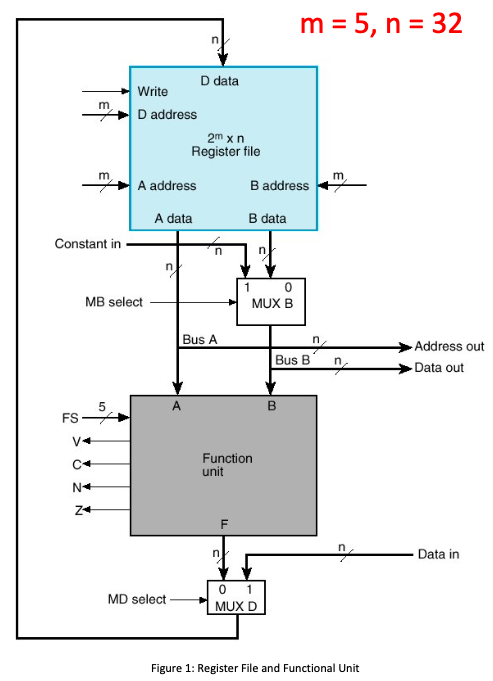 m = 5, n = 32
n
D data
Write
m
D address
2ᵐ x n
Register file
m
A address
B address
m
A data
B data
Constant in
n
n
n
1
0
MB select
MUX B
Bus A
n
Address out
Bus B
n
Data out
A
B
FS
5
V
C
N
Z
Function
unit
F
n
n
Data in
MD select
0
1
MUX D
Figure 1: Register File and Functional Unit